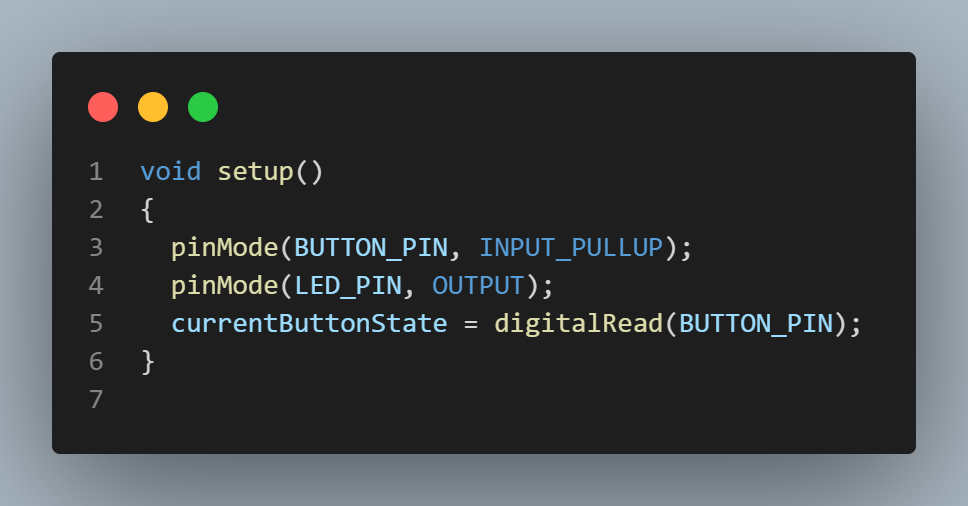 1 void setup()
2 {
3   pinMode(BUTTON_PIN, INPUT_PULLUP);
4   pinMode(LED_PIN, OUTPUT);
5   currentButtonState = digitalRead(BUTTON_PIN);
6 }
7